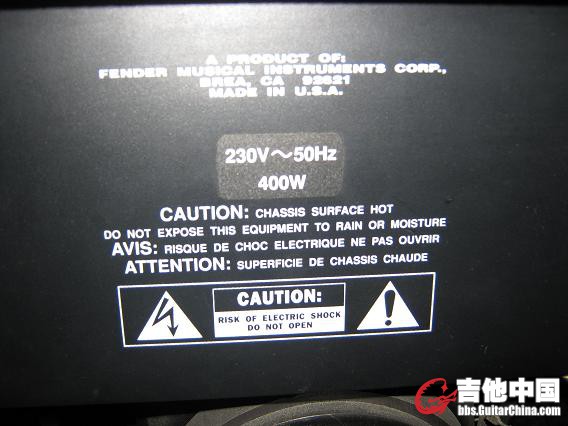 A PRODUCT OF:
FENDER MUSICAL INSTRUMENTS CORP.,
BREA, CA 92621
MADE IN U.S.A.
230V～50Hz
400W
CAUTION: CHASSIS SURFACE HOT
DO NOT EXPOSE THIS EQUIPMENT TO RAIN OR MOISTURE
AVIS: RISQUE DE CHOC ELECTRIQUE NE PAS OUVRIR
ATTENTION: SUPERFICIE DE CHASSIS CHAUDE
CAUTION:
RISK OF ELECTRIC SHOCK
DO NOT OPEN
吉他中国
bbs.GuitarChina.com